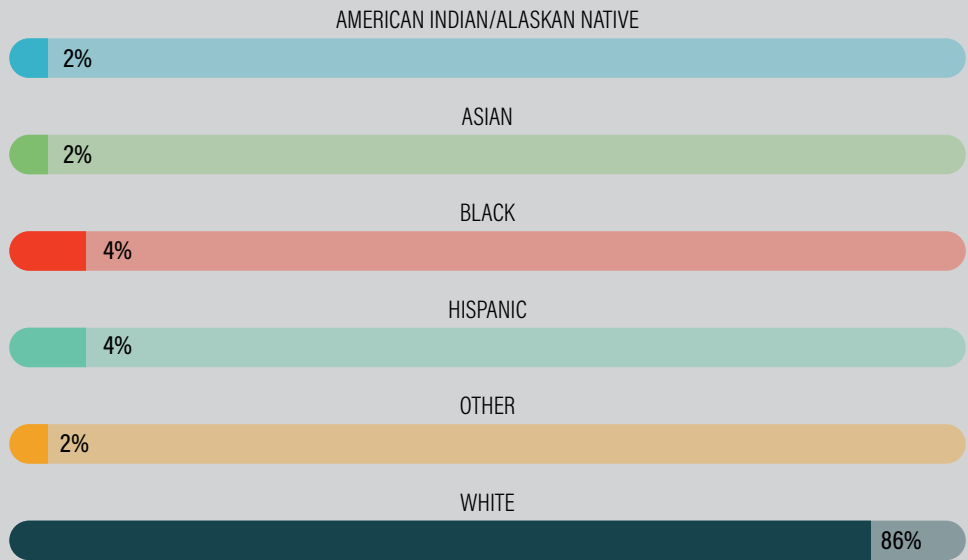 AMERICAN INDIAN/ALASKAN NATIVE
2%
ASIAN
2%
BLACK
4%
HISPANIC
4%
OTHER
2%
WHITE
86%